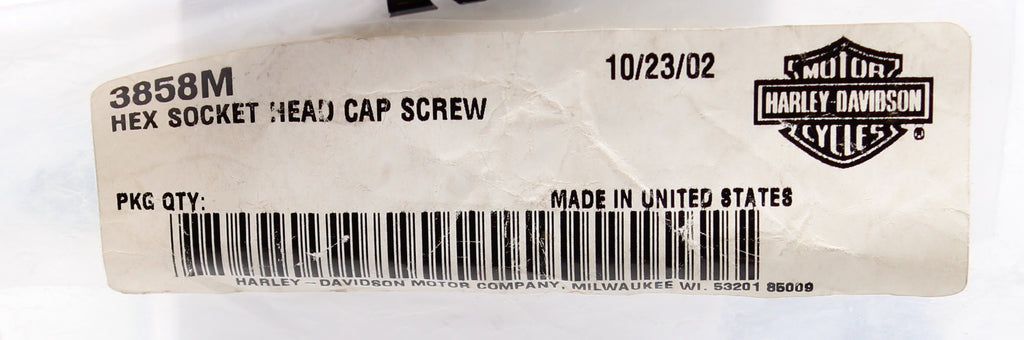 3858M
HEX SOCKET HEAD CAP SCREW
10/23/02
MOTOR
HARLEY-DAVIDSON
CYCLES
®
PKG QTY:
MADE IN UNITED STATES
HARLEY-DAVIDSON MOTOR COMPANY, MILWAUKEE WI. 53201 85009